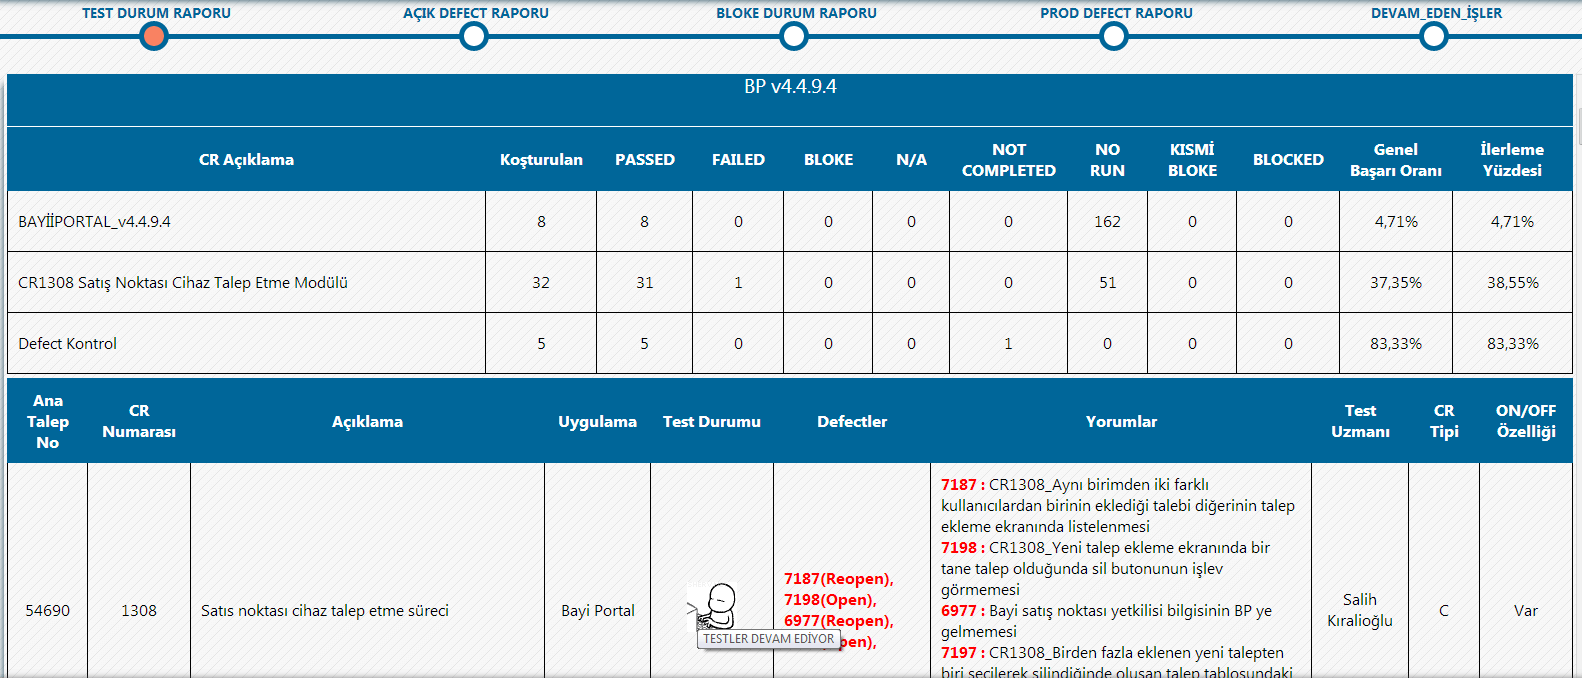 TEST DURUM RAPORU AÇIK DEFECT RAPORU BLOKE DURUM RAPORU PROD DEFECT RAPORU DEVAM_EDEN_İŞLER
BP v4.4.9.4
CR Açıklama Koşturulan PASSED FAILED BLOKE N/A NOT COMPLETED NO RUN KISMİ BLOKE BLOCKED Genel Başarı Oranı İlerleme Yüzdesi
BAYİİPORTAL_v4.4.9.4 8 8 0 0 0 0 162 0 0 4,71% 4,71%
CR1308 Satış Noktası Cihaz Talep Etme Modülü 32 31 1 0 0 0 51 0 0 37,35% 38,55%
Defect Kontrol 5 5 0 0 0 1 0 0 0 83,33% 83,33%
Ana Talep No CR Numarası Açıklama Uygulama Test Durumu Defectler Yorumlar Test Uzmanı CR Tipi ON/OFF Özelliği
54690
1308
Satıs noktası cihaz talep etme süreci
Bayi Portal
TESTLER DEVAM EDİYOR
7187(Reopen),
7198(Open),
6977(Reopen),
pen),
7187 : CR1308_Aynı birimden iki farklı
kullanıcılardan birinin eklediği talebi diğerinin talep
ekleme ekranında listelenmesi
7198 : CR1308_Yeni talep ekleme ekranında bir
tane talep olduğunda sil butonunun işlev
görmemesi
6977 : Bayi satış noktası yetkilisi bilgisinin BP ye
gelmemesi
7197 : CR1308_Birden fazla eklenen yeni talepten
biri seçilerek silindiğinde oluşan talep tablosundaki
Salih
Kıralioğlu
C
Var